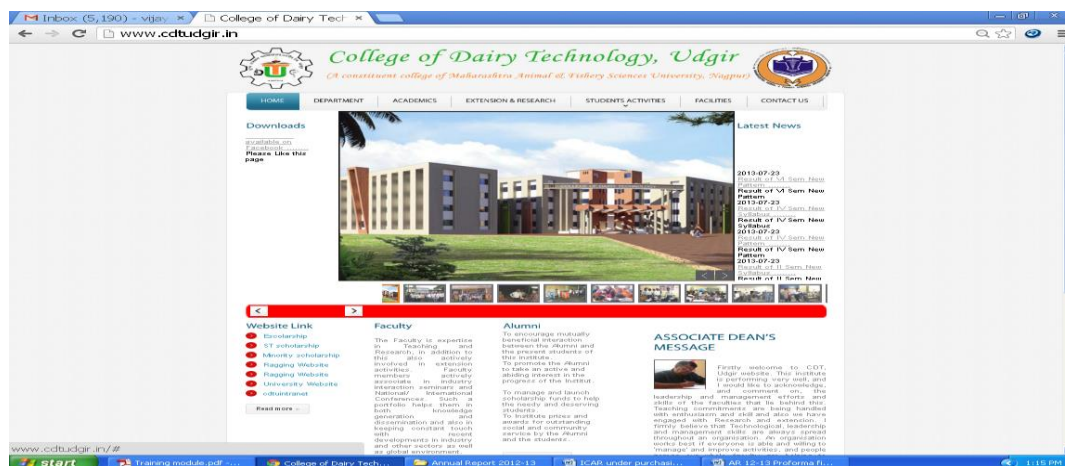 Inbox (5,190) - vijay
College of Dairy Tech
www.cdtudgir.in
College of Dairy Technology, Udgir
(A constituent college of Maharashtra Animal & Fishery Sciences University, Nagpur)
HOME DEPARTMENT ACADEMICS EXTENSION & RESEARCH STUDENTS ACTIVITIES FACILITIES CONTACT US
Downloads
available on
Facebook
Please Like this
page
Latest News
2013-07-23
Result of VI Sem New
Pattern
Result of VI Sem New
Pattern
2013-07-23
Result of IV Sem New
Syllabus
Result of IV Sem New
Syllabus
2013-07-23
Result of IV Sem New
Pattern
Result of IV Sem New
Pattern
2013-07-23
Result of II Sem New
Syllabus
Result of II Sem New
Website Link
Escolarship
ST scholarship
Minority scholarship
Ragging Website
Ragging Website
University Website
cdtuintranet
Read more
Faculty
The Faculty is expertise
in Teaching and
Research, in addition to
this also actively
involved in extension
activities. Faculty
members actively
associate in industry
interaction seminars and
National/ International
Conferences. Such a
portfolio helps them in
both knowledge
generation and
dissemination and also in
keeping constant touch
with recent
developments in industry
and other sectors as well
as global environment.
Alumni
To encourage mutually
beneficial interaction
between the Alumni and
the present students of
this institute.
To promote the Alumni
to take an active and
abiding interest in the
progress of the Institut.
To manage and launch
scholarship funds to help
the needy and deserving
students.
To institute prizes and
awards for outstanding
social and community
service by the Alumni
and the students.
ASSOCIATE DEAN'S
MESSAGE
Firstly welcome to CDT,
Udgir website. This institute
is performing very well, and
I would like to acknowledge,
and comment on, the
leadership and management efforts and
skills of the faculties that lie behind this.
Teaching commitments are being handled
with enthusiasm and skill and also we have
engaged with Research and extension. I
firmly believe that Technological, leadership
and management skills are always spread
throughout an organisation. An organisation
works best if everyone is able and willing to
'manage' and improve activities, and people
www.cdtudgir.in/#
start
Training module.pdf -...
College of Dairy Tech...
Annual Report 2012-13
ICAR under purchasi...
AR 12-13 Proforma Fi...
1:15 PM